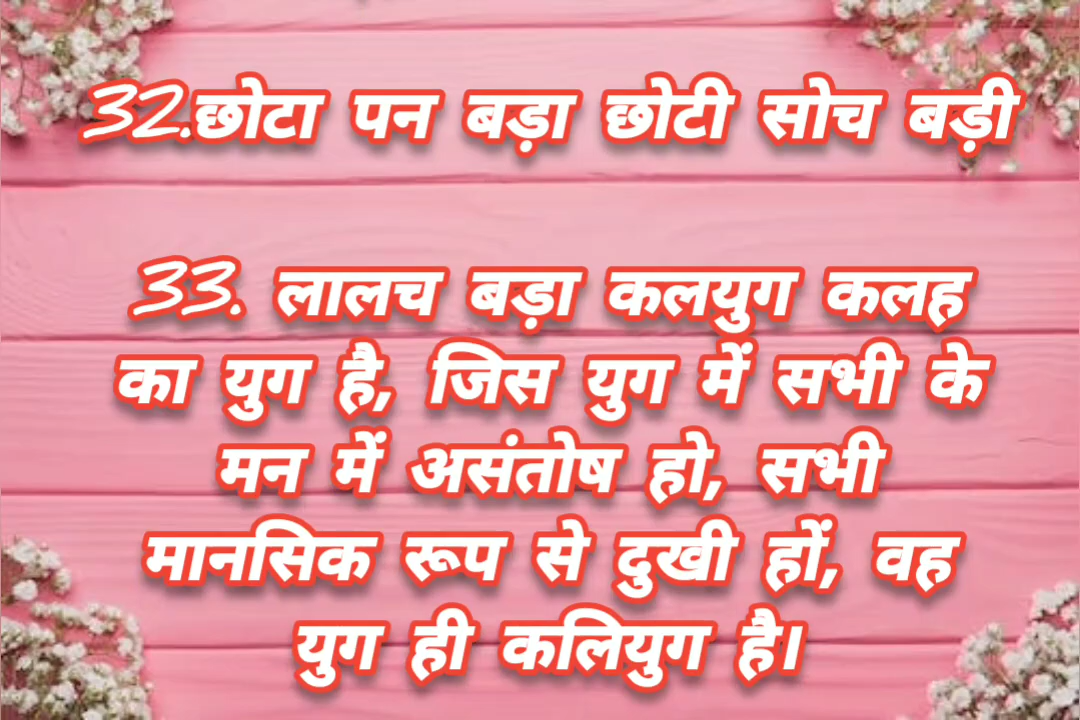 32.छोटा पन बड़ा छोटी सोच बड़ी
33. लालच बड़ा कलयुग कलह
का युग है, जिस युग में सभी के
मन में असंतोष हो, सभी
मानसिक रूप से दुखी हों, वह
युग ही कलियुग है।